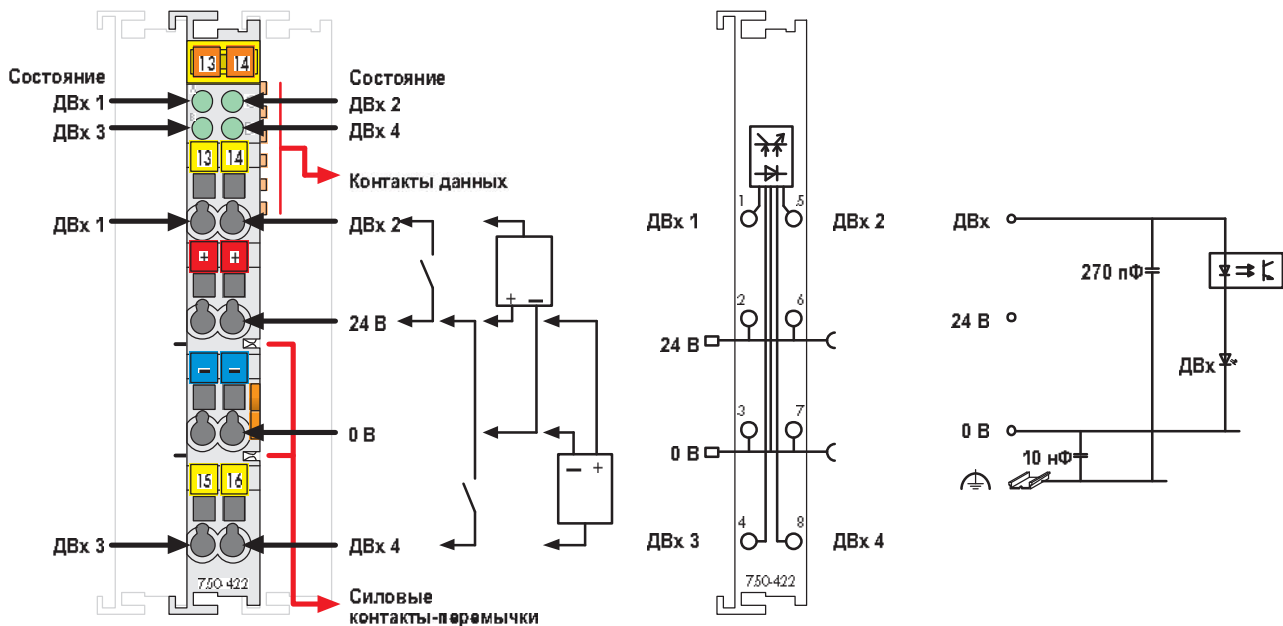 13 14
Состояние
ДВх 1
ДВх 3
Состояние
ДВх 2
ДВх 4
A
B
13 14
Контакты данных
ДВх 1
ДВх 2
+ +
24 В
− −
0 В
15 16
ДВх 3
ДВх 4
750-422
Силовые
контакты-перемычки
+ −
− +
1 5
ДВх 1
ДВх 2
2 6
24 В
3 7
0 В
4 8
ДВх 3
ДВх 4
750-422
ДВх
270 пФ
24 В
ДВх
0 В
10 нФ